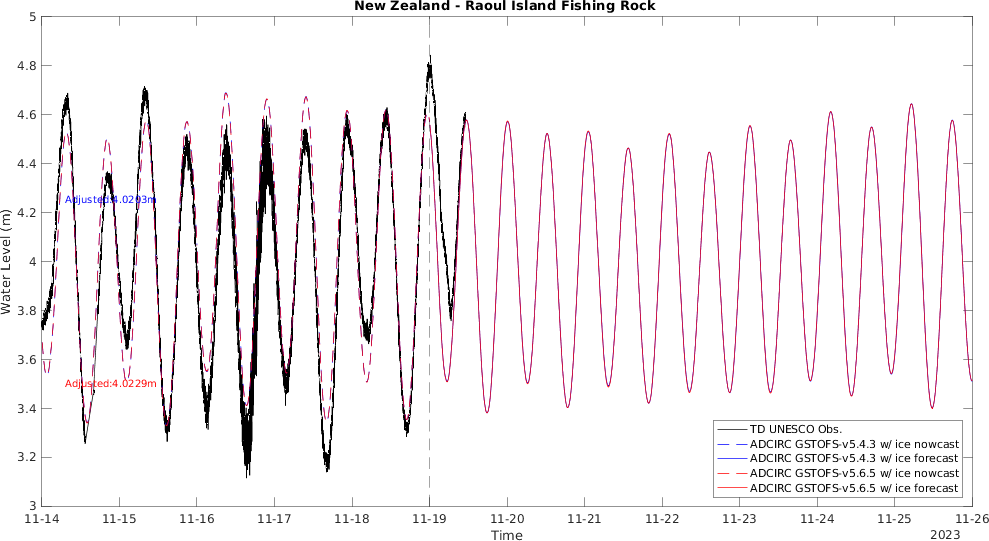 New Zealand - Raoul Island Fishing Rock
Water Level (m)
5
4.8
4.6
4.4
4.2
4
3.8
3.6
3.4
3.2
3
Adjusted:4.0293m
Adjusted:4.0229m
TD UNESCO Obs.
ADCIRC GSTOFS-v5.4.3 w/ ice nowcast
ADCIRC GSTOFS-v5.4.3 w/ ice forecast
ADCIRC GSTOFS-v5.6.5 w/ ice nowcast
ADCIRC GSTOFS-v5.6.5 w/ ice forecast
11-14 11-15 11-16 11-17 11-18 11-19 11-20 11-21 11-22 11-23 11-24 11-25 11-26
Time
2023